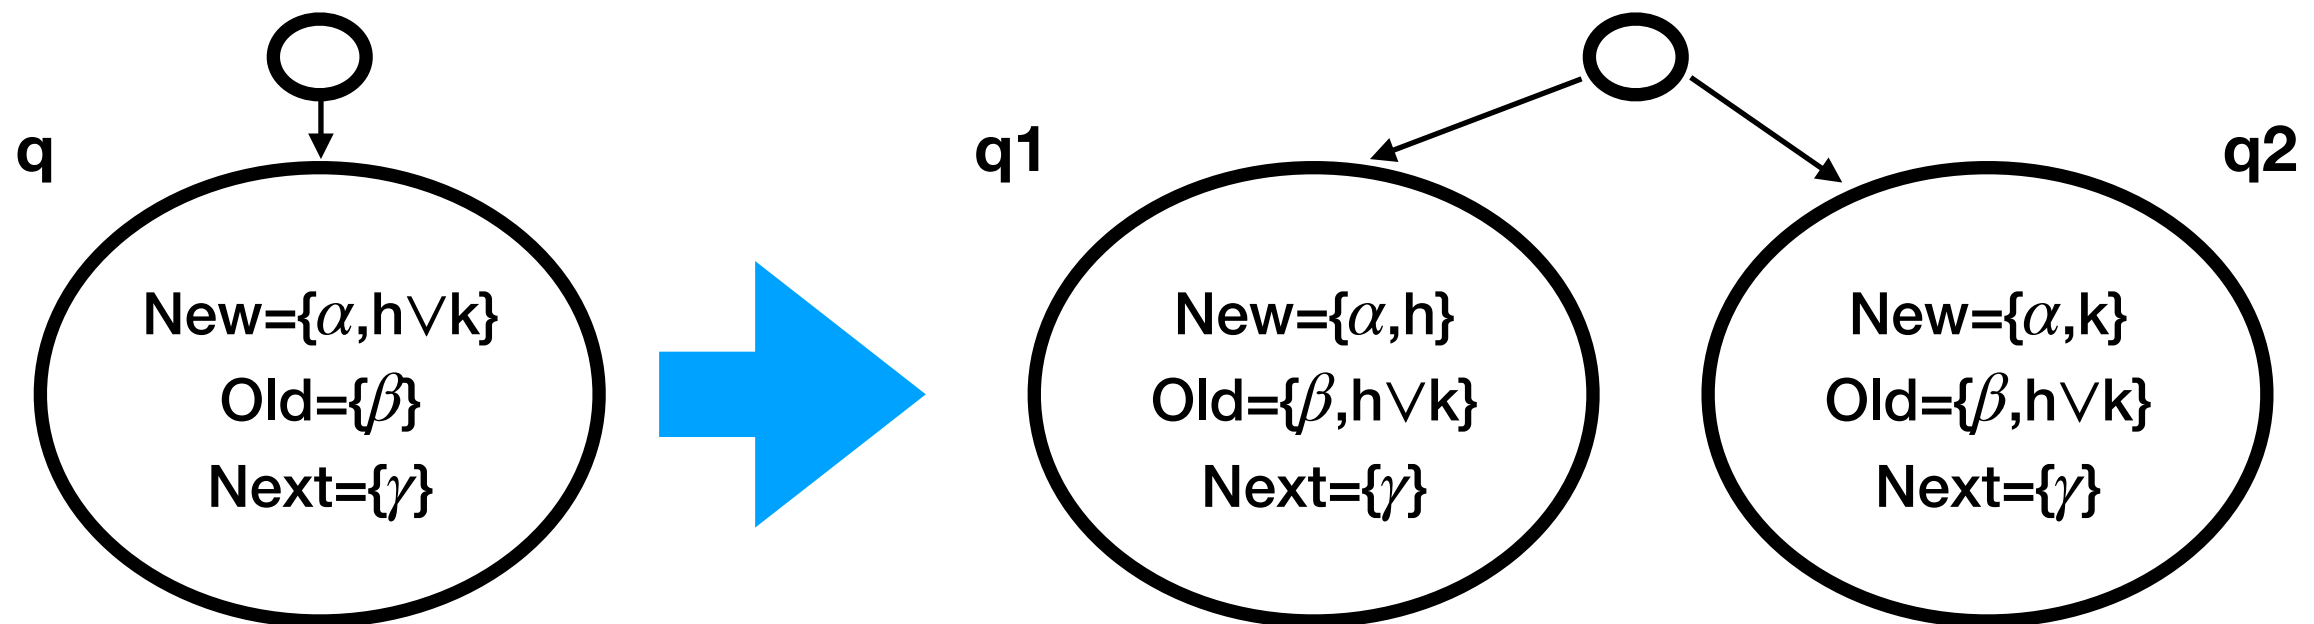 q
New={α,h∨k}
Old={β}
Next={γ}
q1
New={α,h}
Old={β,h∨k}
Next={γ}
q2
New={α,k}
Old={β,h∨k}
Next={γ}